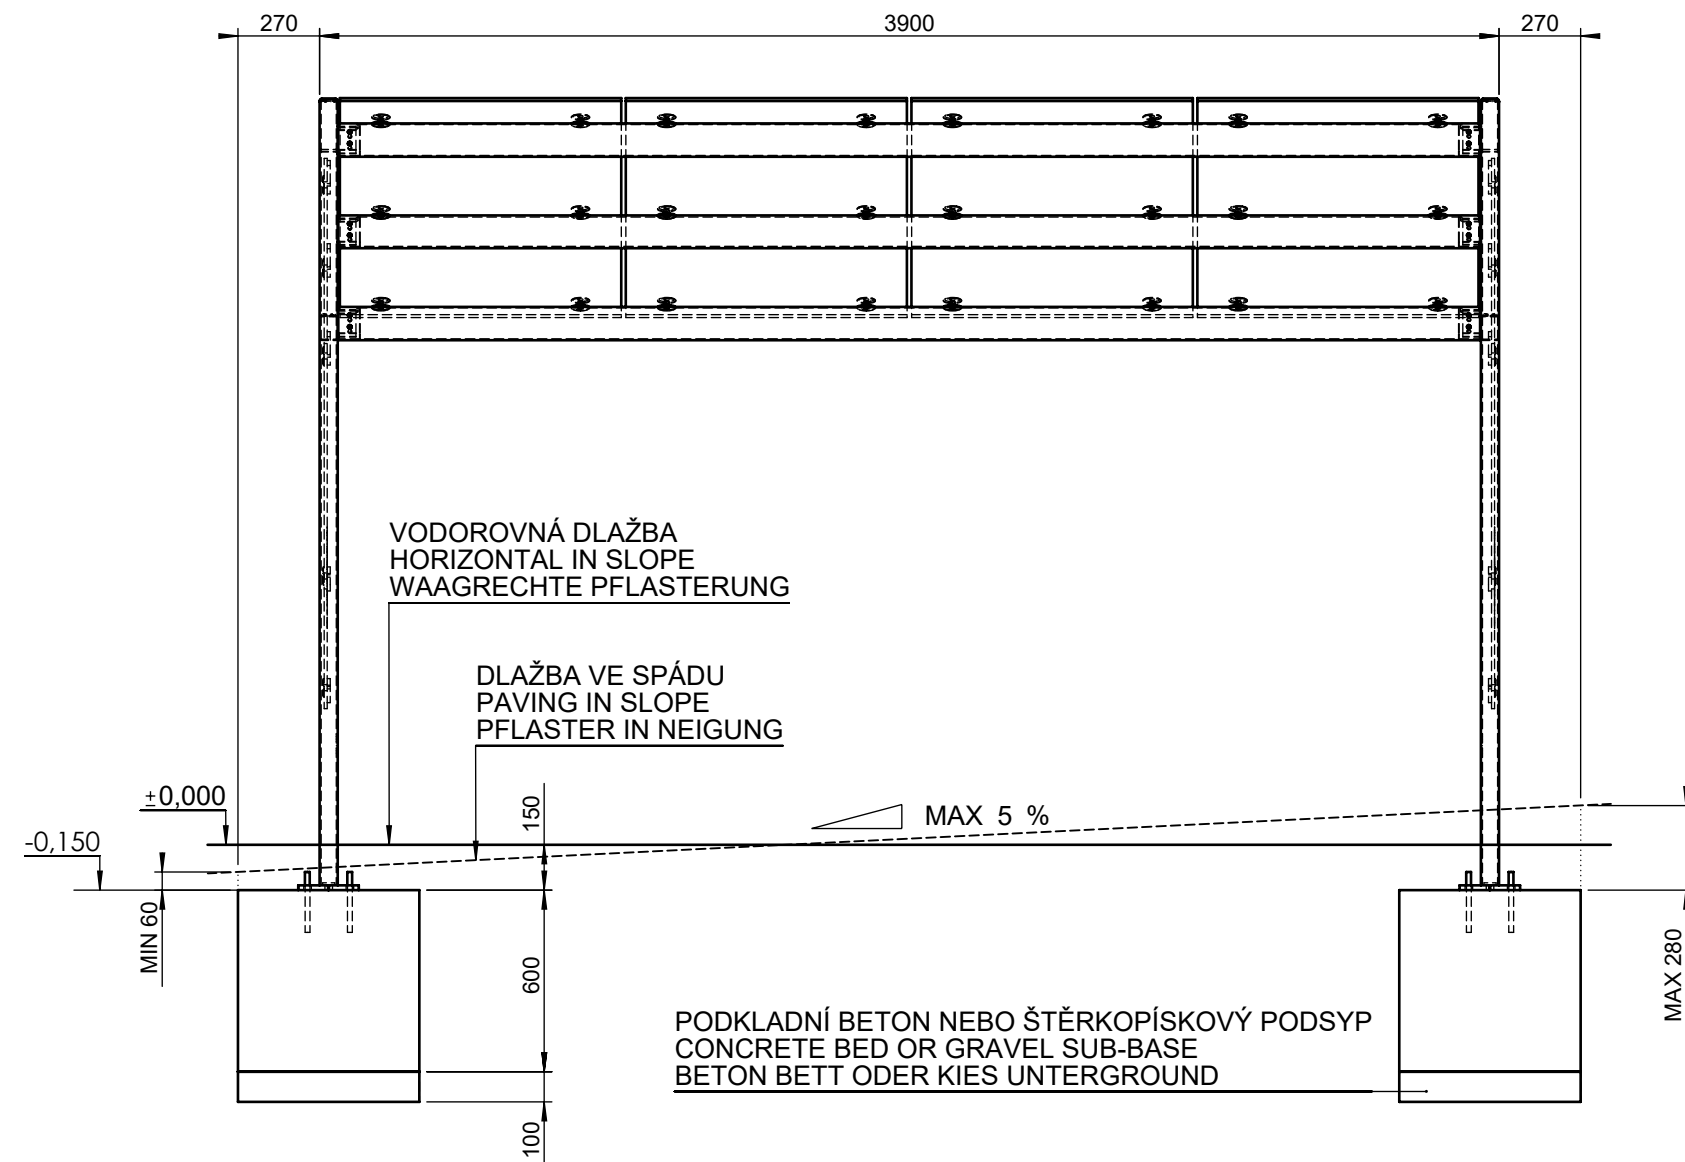 270
3900
270
VODOROVNÁ DLAŽBA
HORIZONTAL IN SLOPE
WAAGRECHTE PFLASTERUNG
DLAŽBA VE SPÁDU
PAVING IN SLOPE
PFLASTER IN NEIGUNG
±0,000
-0,150
150
MAX 5 %
MIN 60
600
MAX 280
PODKLADNÍ BETON NEBO ŠTĚRKOPÍSKOVÝ PODSYP
CONCRETE BED OR GRAVEL SUB-BASE
BETON BETT ODER KIES UNTERGROUND
100